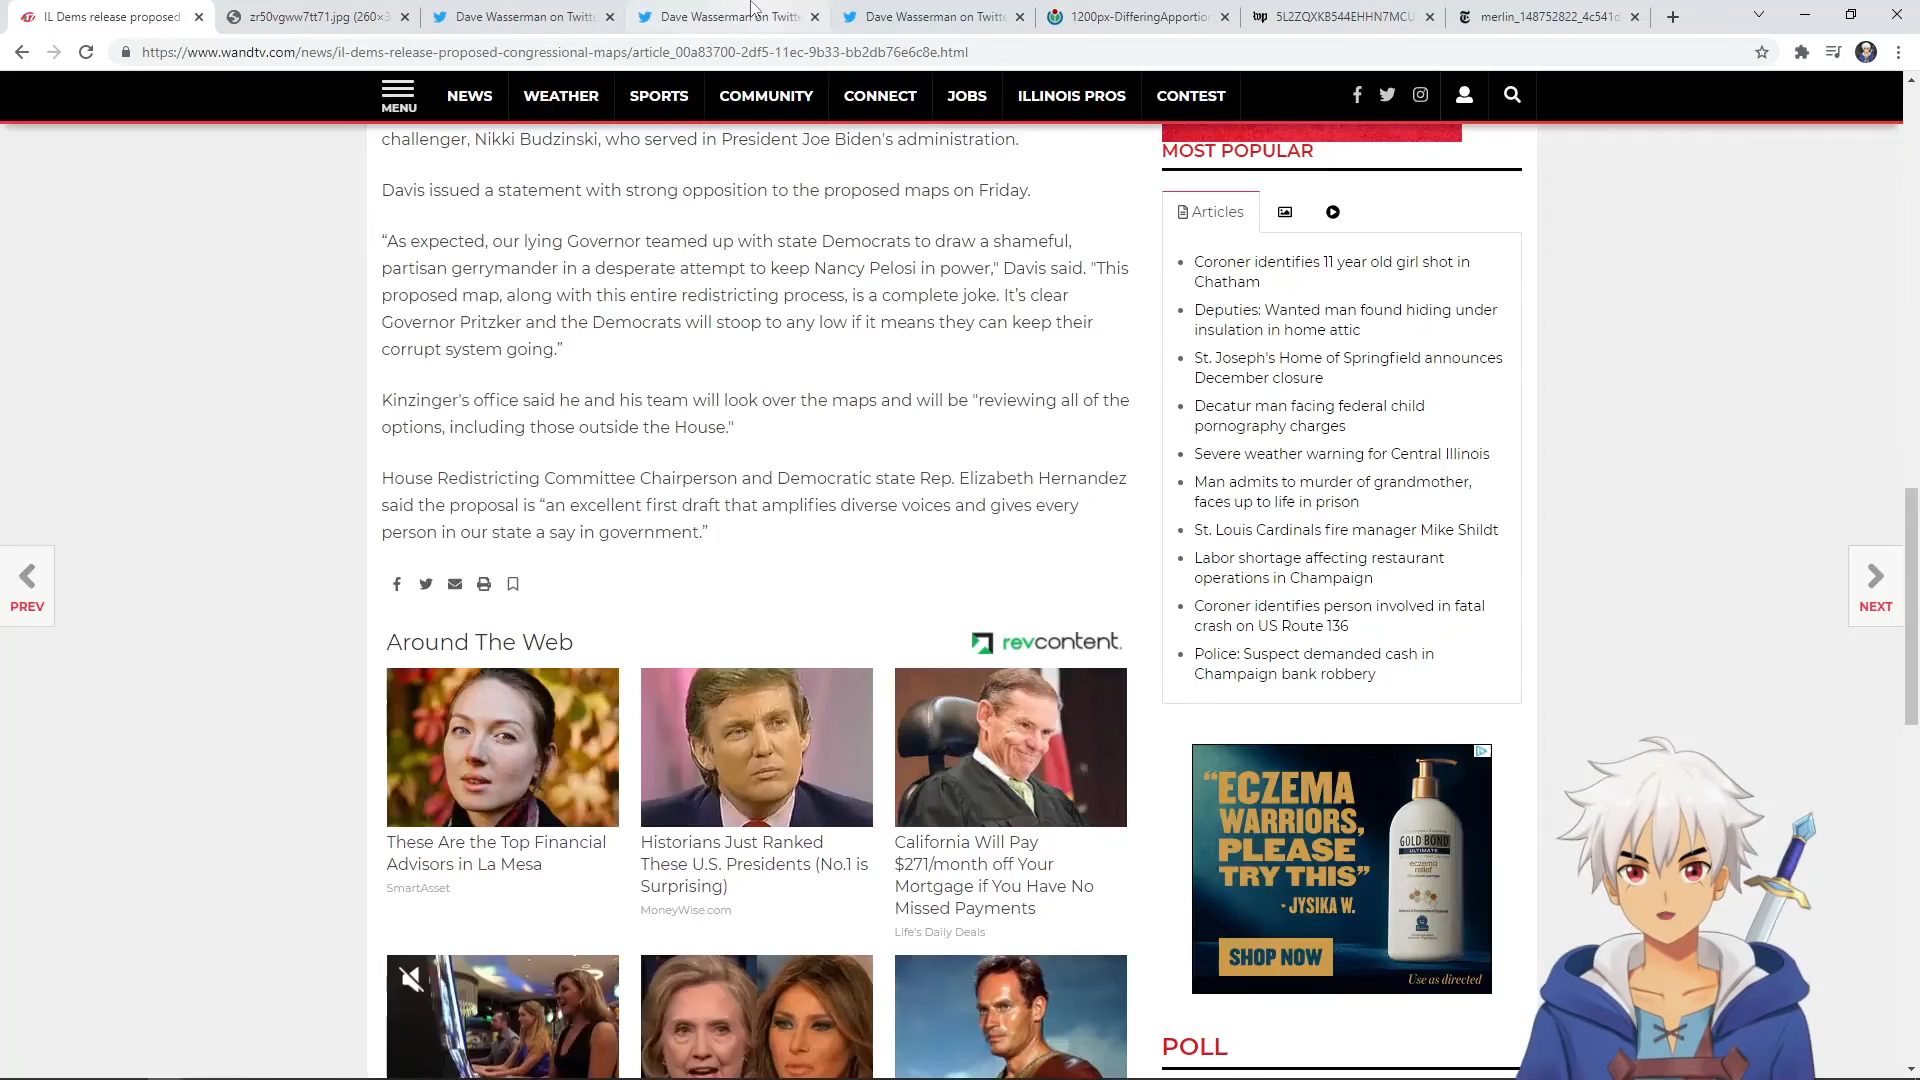 IL Dems release proposed
zr50vgww7tt71.jpg (260×3
Dave Wasserman on Twitte
Dave Wasserman on Twitte
Dave Wasserman on Twitte
1200px-DifferingApportion
5L2ZQXKB544EHHN7MCU
merlin_148752822_4c541d
https://www.wandtv.com/news/il-dems-release-proposed-congressional-maps/article_00a83700-2df5-11ec-9b33-bb2db76e6c8e.html
MENU
NEWS
WEATHER
SPORTS
COMMUNITY
CONNECT
JOBS
ILLINOIS PROS
CONTEST
challenger, Nikki Budzinski, who served in President Joe Biden's administration.
Davis issued a statement with strong opposition to the proposed maps on Friday.
“As expected, our lying Governor teamed up with state Democrats to draw a shameful,
partisan gerrymander in a desperate attempt to keep Nancy Pelosi in power," Davis said. "This
proposed map, along with this entire redistricting process, is a complete joke. It’s clear
Governor Pritzker and the Democrats will stoop to any low if it means they can keep their
corrupt system going.”
Kinzinger's office said he and his team will look over the maps and will be "reviewing all of the
options, including those outside the House."
House Redistricting Committee Chairperson and Democratic state Rep. Elizabeth Hernandez
said the proposal is “an excellent first draft that amplifies diverse voices and gives every
person in our state a say in government.”
PREV
NEXT
Around The Web
revcontent.
These Are the Top Financial
Advisors in La Mesa
SmartAsset
Historians Just Ranked
These U.S. Presidents (No.1 is
Surprising)
MoneyWise.com
California Will Pay
$271/month off Your
Mortgage if You Have No
Missed Payments
Life's Daily Deals
MOST POPULAR
Articles
Coroner identifies 11 year old girl shot in
Chatham
Deputies: Wanted man found hiding under
insulation in home attic
St. Joseph's Home of Springfield announces
December closure
Decatur man facing federal child
pornography charges
Severe weather warning for Central Illinois
Man admits to murder of grandmother,
faces up to life in prison
St. Louis Cardinals fire manager Mike Shildt
Labor shortage affecting restaurant
operations in Champaign
Coroner identifies person involved in fatal
crash on US Route 136
Police: Suspect demanded cash in
Champaign bank robbery
“ECZEMA
WARRIORS,
PLEASE
TRY THIS”
- JYSIKA W.
SHOP NOW
GOLD BOND
ULTIMATE
eczema
relief
Use as directed
POLL